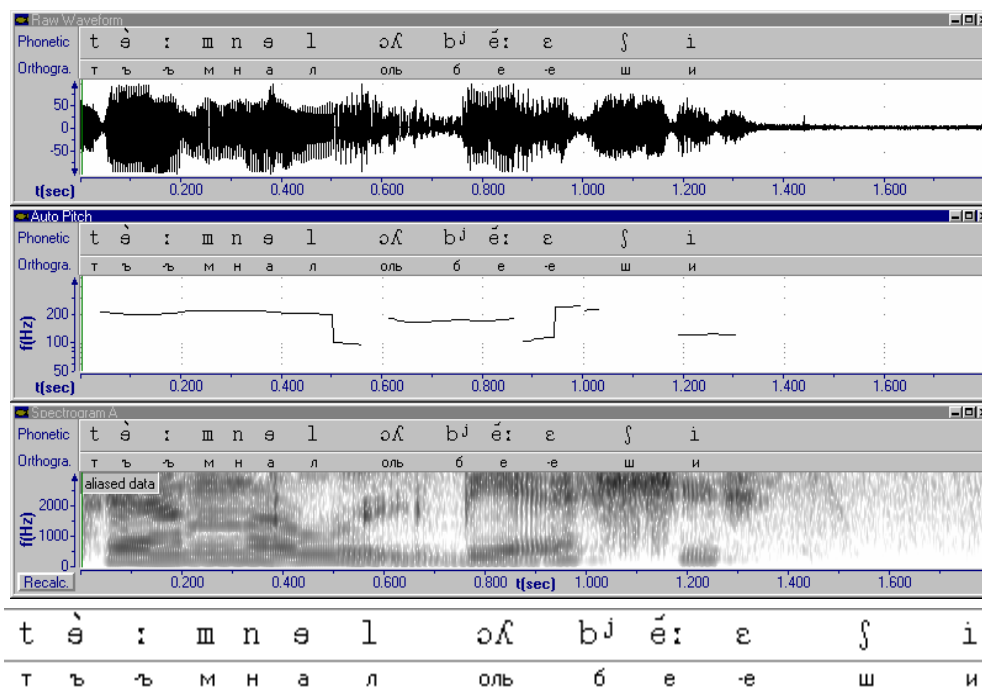 Raw Waveform
Phonetic t ɘ̀ ː m n ɘ l ɔʎ bʲ é ː ɛ ʃ i
Orthogra. т ъ -ъ м н а л оль б е -е ш и
50
0
-50
t(sec) 0.200 0.400 0.600 0.800 1.000 1.200 1.400 1.600
Auto Pitch
Phonetic t ɘ̀ ː m n ɘ l ɔʎ bʲ é ː ɛ ʃ i
Orthogra. т ъ -ъ м н а л оль б е -е ш и
f(Hz)
200
100
50
t(sec) 0.200 0.400 0.600 0.800 1.000 1.200 1.400 1.600
Spectrogram A
Phonetic t ɘ̀ ː m n ɘ l ɔʎ bʲ é ː ɛ ʃ i
Orthogra. т ъ -ъ м н а л оль б е -е ш и
aliased data
f(Hz)
2000
1000
0
Recalc. 0.200 0.400 0.600 0.800 t(sec) 1.000 1.200 1.400 1.600
t ɘ̀ ː m n ɘ l ɔʎ bʲ é ː ɛ ʃ i
т ъ -ъ м н а л оль б е -е ш и